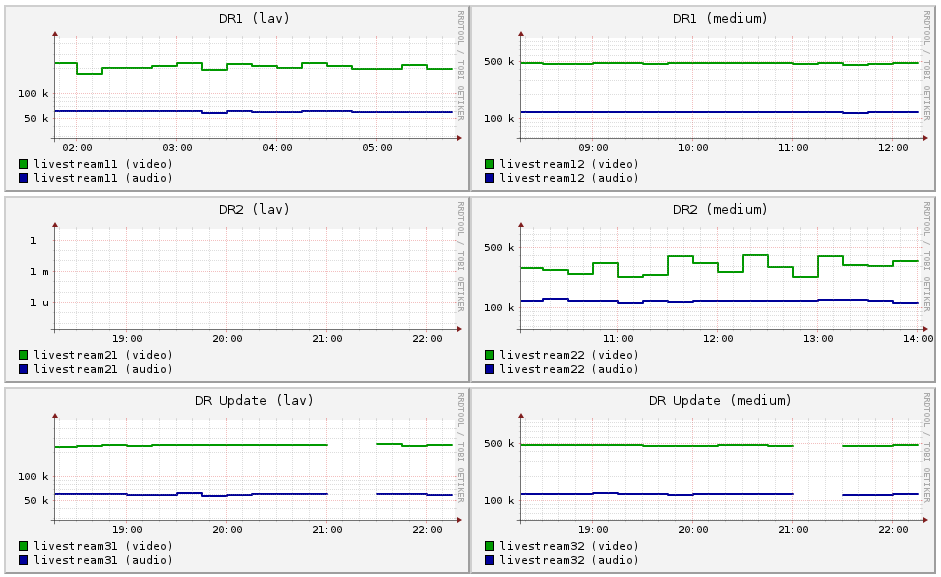 DR1 (lav)
100 k
50 k
02:00 03:00 04:00 05:00
livestream11 (video)
livestream11 (audio)
RRDTOOL / TOBI OETIKER
DR1 (medium)
500 k
100 k
09:00 10:00 11:00 12:00
livestream12 (video)
livestream12 (audio)
RRDTOOL / TOBI OETIKER
DR2 (lav)
1
1 m
1 u
19:00 20:00 21:00 22:00
livestream21 (video)
livestream21 (audio)
RRDTOOL / TOBI OETIKER
DR2 (medium)
500 k
100 k
11:00 12:00 13:00 14:00
livestream22 (video)
livestream22 (audio)
RRDTOOL / TOBI OETIKER
DR Update (lav)
100 k
50 k
19:00 20:00 21:00 22:00
livestream31 (video)
livestream31 (audio)
RRDTOOL / TOBI OETIKER
DR Update (medium)
500 k
100 k
19:00 20:00 21:00 22:00
livestream32 (video)
livestream32 (audio)
RRDTOOL / TOBI OETIKER